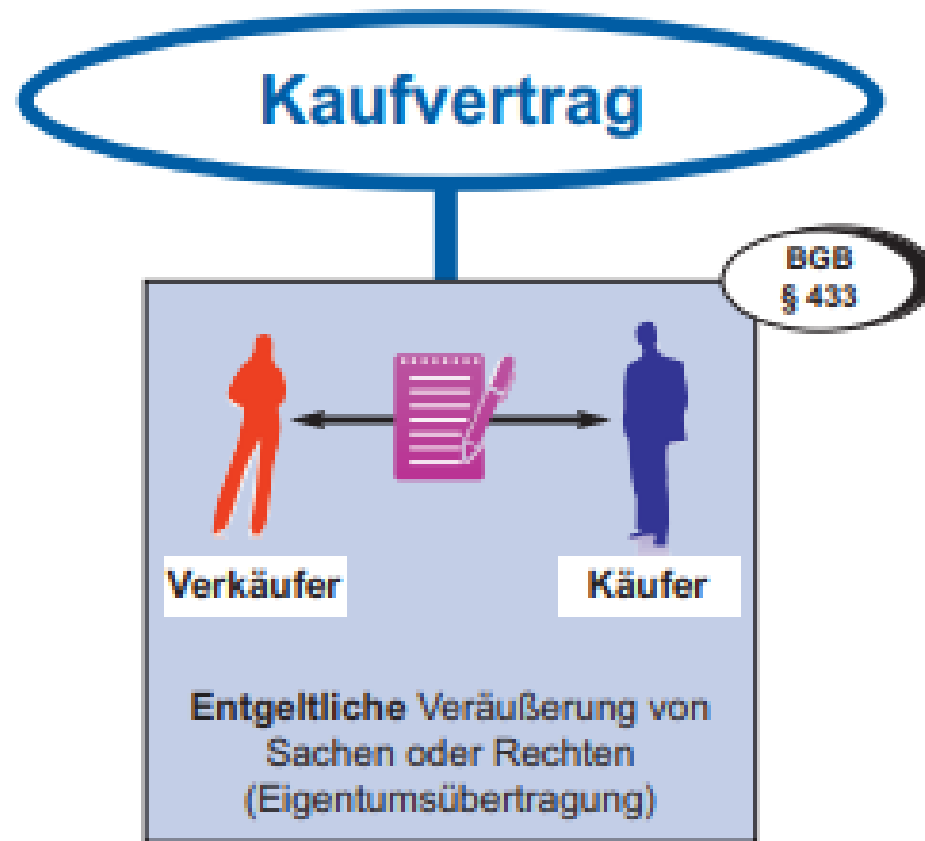 Kaufvertrag
BGB
§ 433
Verkäufer
Käufer
Entgeltliche Veräußerung von
Sachen oder Rechten
(Eigentumsübertragung)